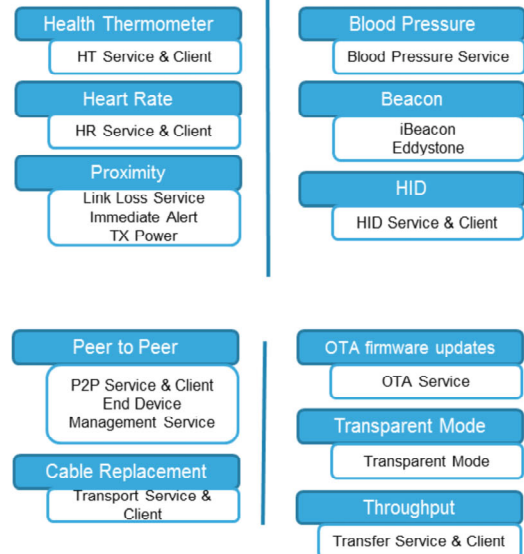 Health Thermometer
HT Service & Client
Heart Rate
HR Service & Client
Proximity
Link Loss Service
Immediate Alert
TX Power
Blood Pressure
Blood Pressure Service
Beacon
iBeacon
Eddystone
HID
HID Service & Client
Peer to Peer
P2P Service & Client
End Device
Management Service
Cable Replacement
Transport Service &
Client
OTA firmware updates
OTA Service
Transparent Mode
Transparent Mode
Throughput
Transfer Service & Client